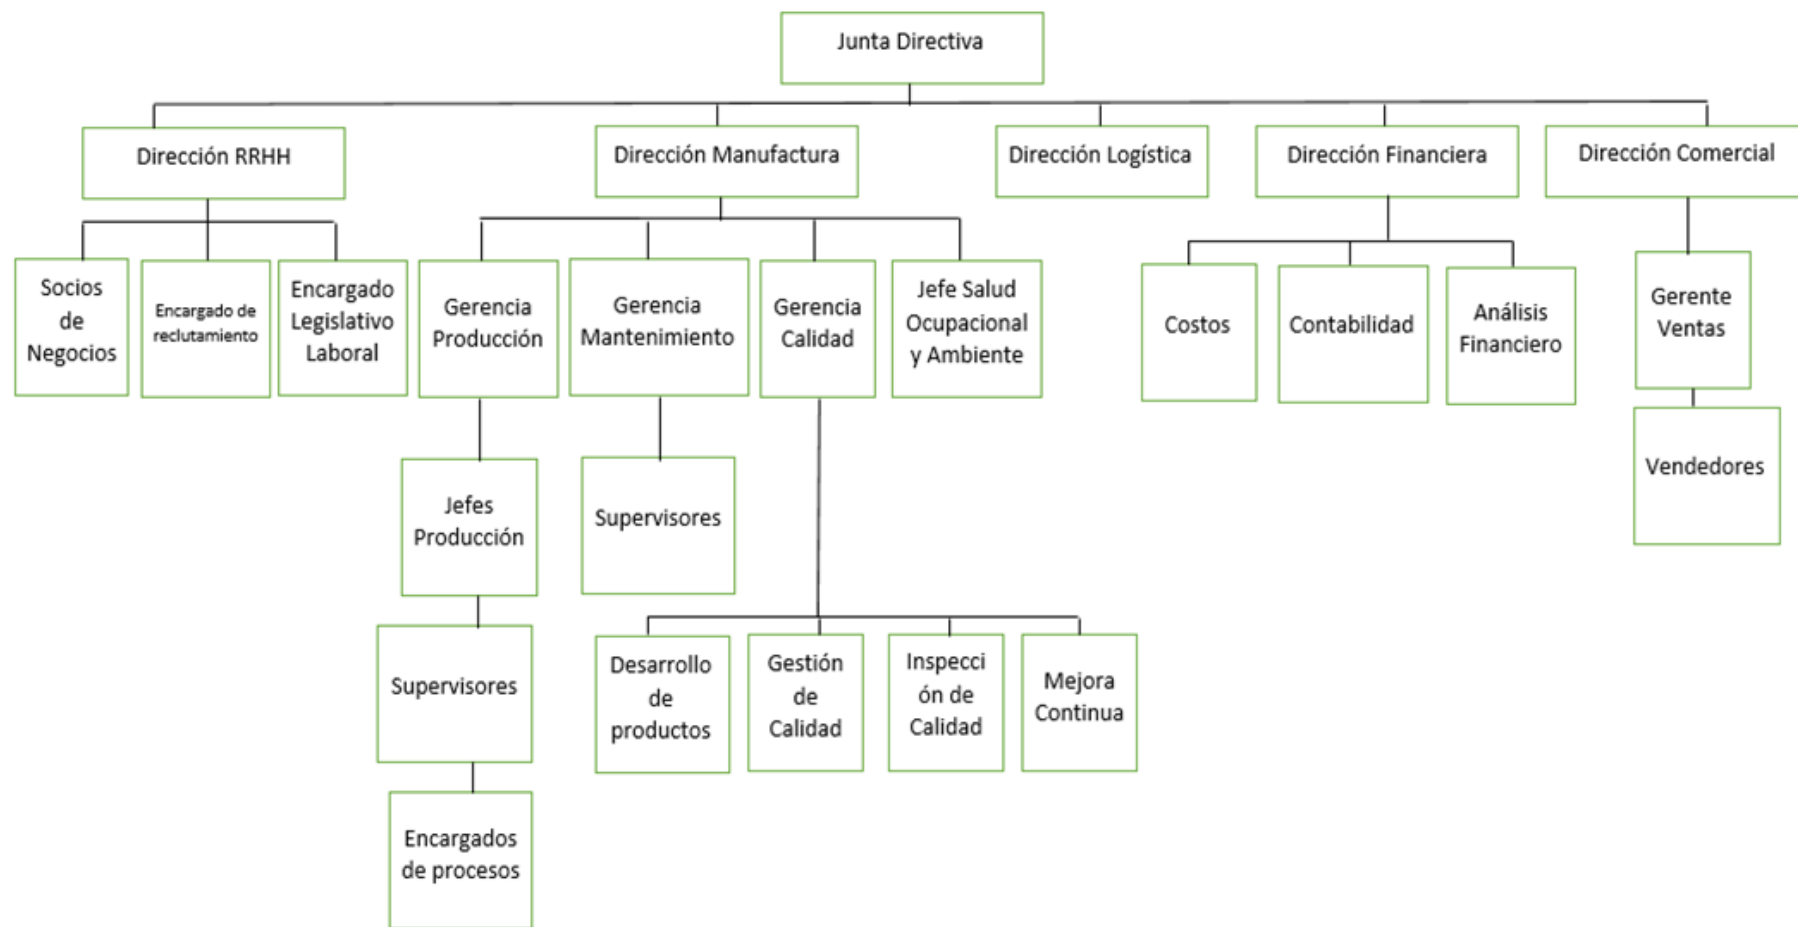 Junta Directiva
Dirección RRHH
Dirección Manufactura
Dirección Logística
Dirección Financiera
Dirección Comercial
Socios
de
Negocios
Encargado de
reclutamiento
Encargado
Legislativo
Laboral
Gerencia
Producción
Gerencia
Mantenimiento
Gerencia
Calidad
Jefe Salud
Ocupacional
y Ambiente
Costos
Contabilidad
Análisis
Financiero
Gerente
Ventas
Jefes
Producción
Supervisores
Vendedores
Supervisores
Desarrollo
de
productos
Gestión
de
Calidad
Inspecci
ón de
Calidad
Mejora
Continua
Encargados
de procesos